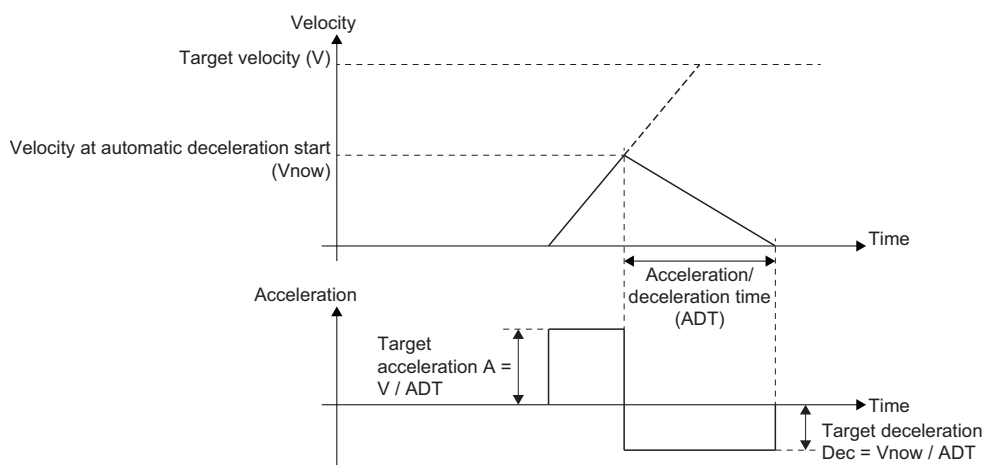 Velocity
Target velocity (V)
Velocity at automatic deceleration start
(Vnow)
Time
Acceleration/
deceleration time
(ADT)
Acceleration
Target
acceleration A =
V / ADT
Time
Target deceleration
Dec = Vnow / ADT